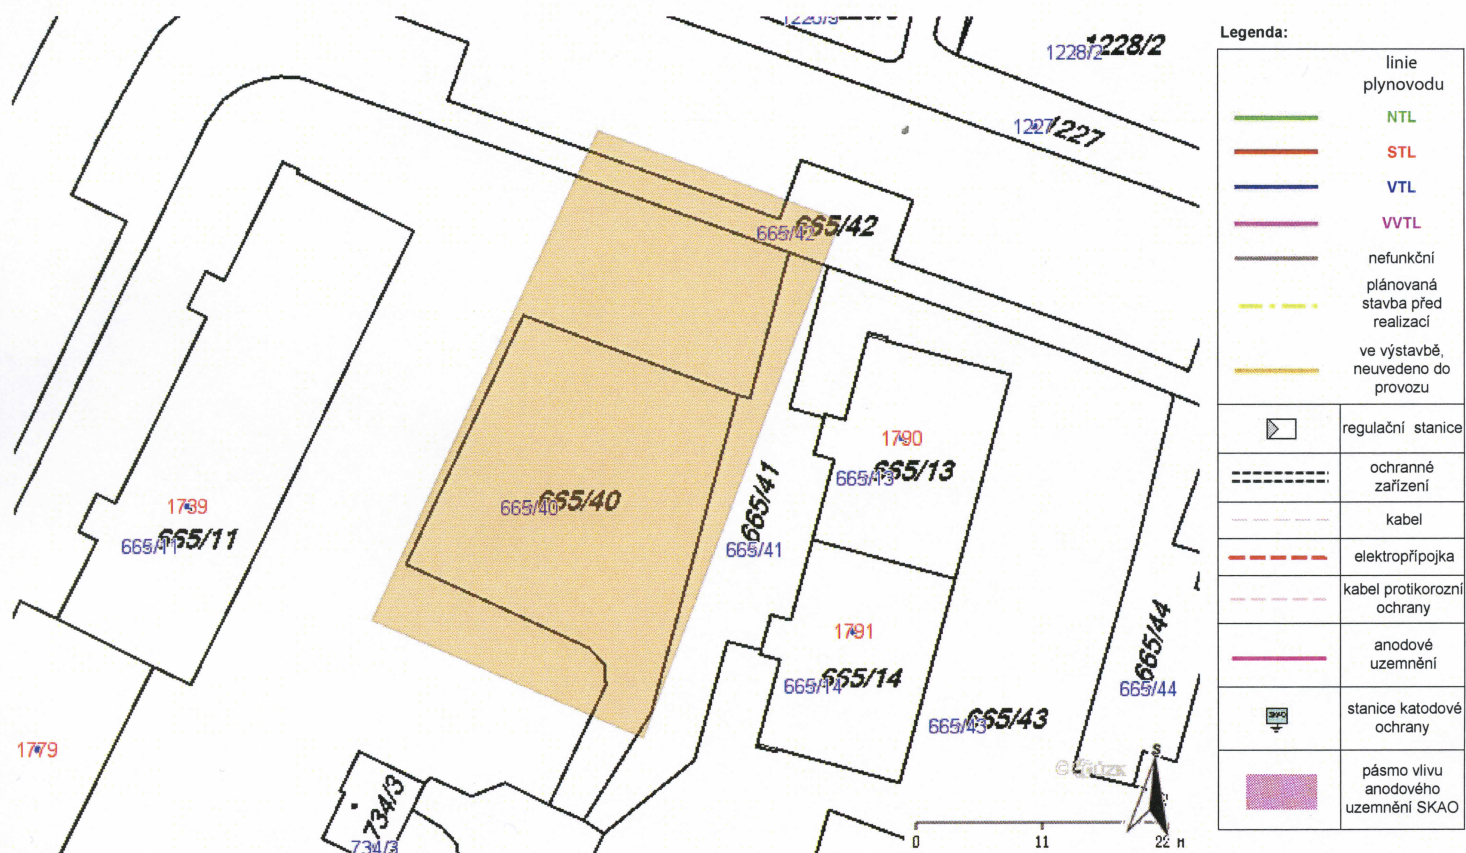 1228/2
1228/2
1227
1227
665/42
665/42
1790
665/13
665/13
665/41
665/41
665/40
665/40
1739
665/11
665/11
1791
665/14
665/14
665/44
665/44
665/43
665/43
1779
734/3
734/3
© ČÚZK
S
0 11 22 M
Legenda:
linie
plynovodu
NTL
STL
VTL
VVTL
nefunkční
plánovaná
stavba před
realizací
ve výstavbě,
neuvedeno do
provozu
regulační stanice
ochranné
zařízení
kabel
elektropřípojka
kabel protikorozní
ochrany
anodové
uzemnění
SKAO
stanice katodové
ochrany
pásmo vlivu
anodového
uzemnění SKAO